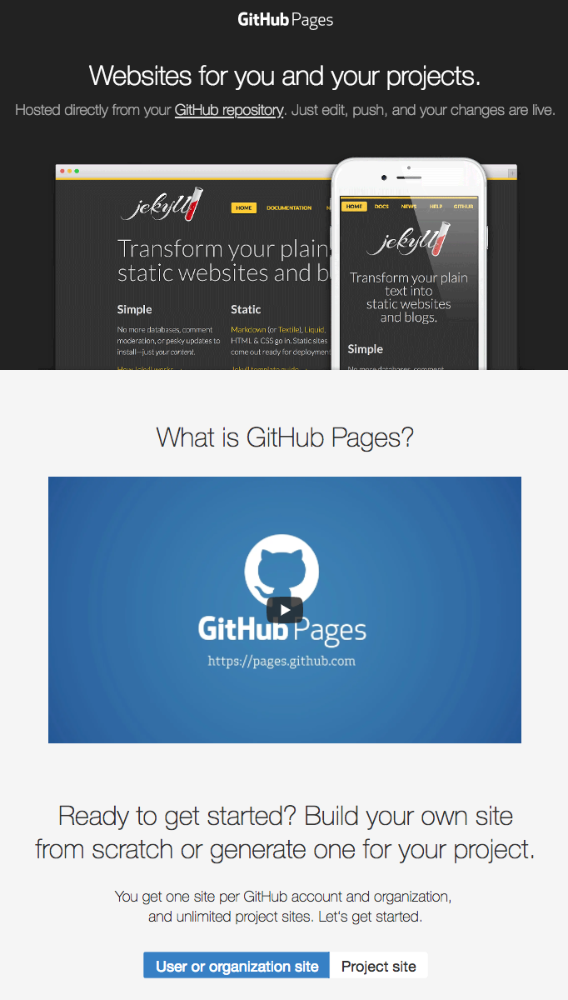 GitHub Pages
Websites for you and your projects.
Hosted directly from your GitHub repository. Just edit, push, and your changes are live.
jekyll
HOME DOCUMENTATION N
Transform your plain
static websites and b
Simple
No more databases, comment
moderation, or pesky updates to
install—just your content.
How Jekyll works
Static
Markdown (or Textile), Liquid,
HTML & CSS go in. Static sites
come out ready for deployment
Jekyll template guide
HOME DOCS NEWS HELP GITHUB
jekyll
Transform your plain
text into
static websites
and blogs.
Simple
No more databases, comment
What is GitHub Pages?
GitHub Pages
https://pages.github.com
Ready to get started? Build your own site
from scratch or generate one for your project.
You get one site per GitHub account and organization,
and unlimited project sites. Let's get started.
User or organization site Project site